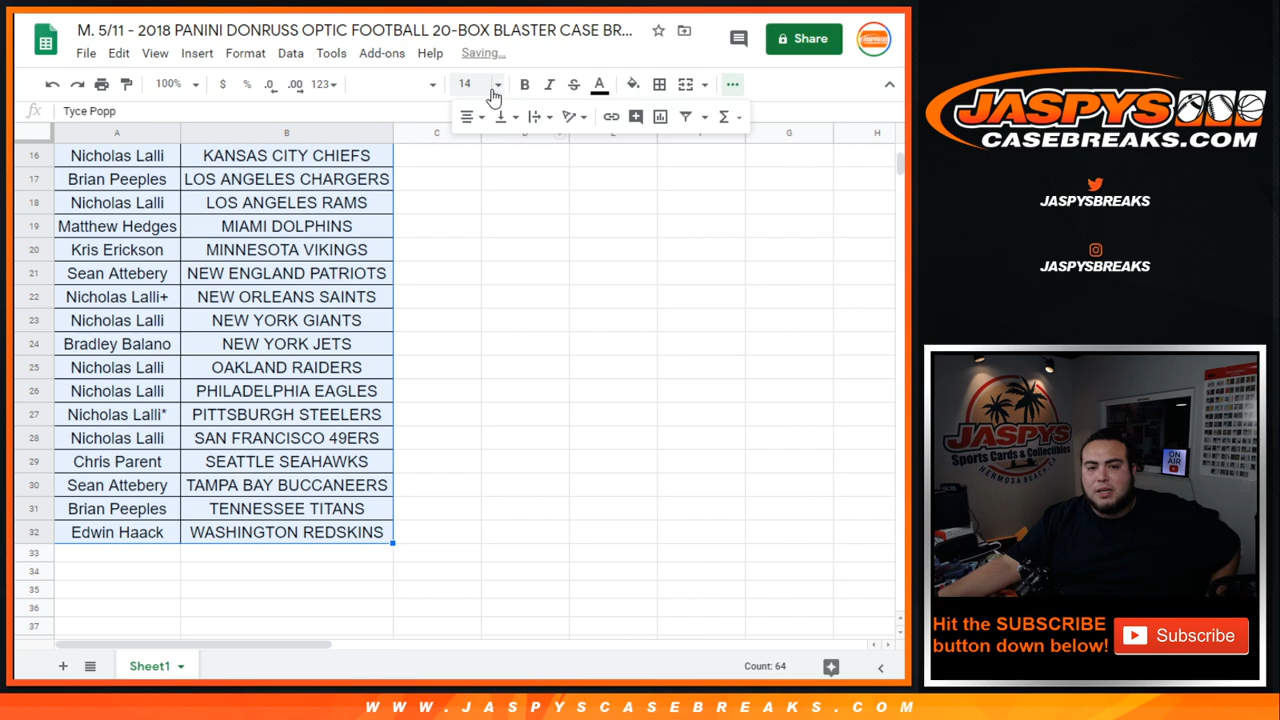 M. 5/11 - 2018 PANINI DONRUSS OPTIC FOOTBALL 20-BOX BLASTER CASE BR...
File Edit View Insert Format Data Tools Add-ons Help Saving...
Share
100% $ % .0 .00 123 14 B I S A
fx Tyce Popp
A B C G H
16 Nicholas Lalli KANSAS CITY CHIEFS
17 Brian Peeples LOS ANGELES CHARGERS
18 Nicholas Lalli LOS ANGELES RAMS
19 Matthew Hedges MIAMI DOLPHINS
20 Kris Erickson MINNESOTA VIKINGS
21 Sean Attebery NEW ENGLAND PATRIOTS
22 Nicholas Lalli+ NEW ORLEANS SAINTS
23 Nicholas Lalli NEW YORK GIANTS
24 Bradley Balano NEW YORK JETS
25 Nicholas Lalli OAKLAND RAIDERS
26 Nicholas Lalli PHILADELPHIA EAGLES
27 Nicholas Lalli* PITTSBURGH STEELERS
28 Nicholas Lalli SAN FRANCISCO 49ERS
29 Chris Parent SEATTLE SEAHAWKS
30 Sean Attebery TAMPA BAY BUCCANEERS
31 Brian Peeples TENNESSEE TITANS
32 Edwin Haack WASHINGTON REDSKINS
33
34
35
36
37
Sheet1
Count: 64
JASPYS
CASEBREAKS.COM
JASPYSBREAKS
JASPYSBREAKS
JASPYS
Sports Cards & Collectibles
HERMOSA BEACH CA
ON AIR
Hit the SUBSCRIBE
button down below!
Subscribe
WWW.JASPYSCASEBREAKS.COM